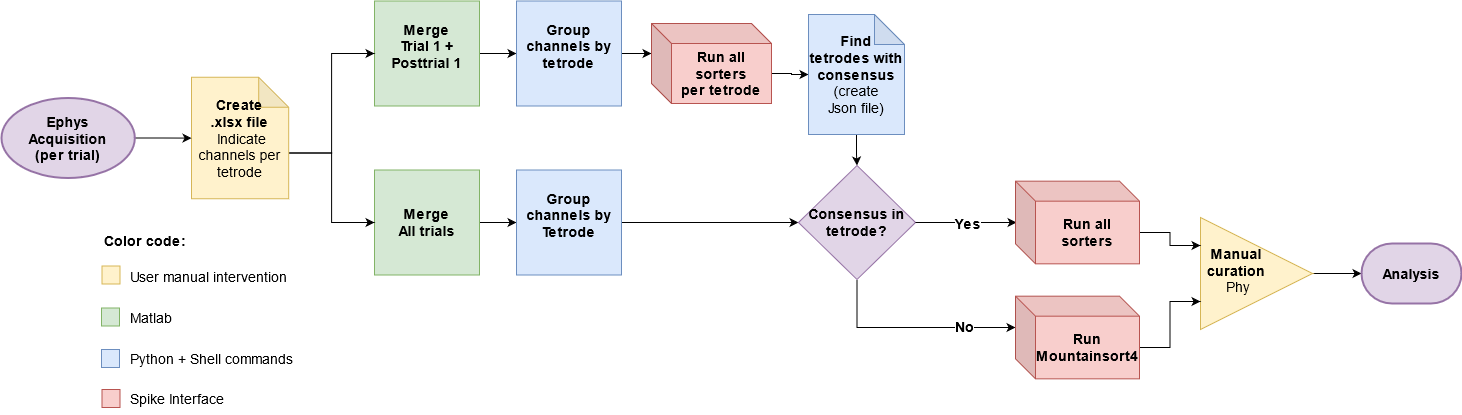 Ephys
Acquisition
(per trial)
Create
.xlsx file
Indicate
channels per
tetrode
Merge
Trial 1 +
Posttrial 1
Group
channels by
tetrode
Run all
sorters
per tetrode
Find
tetrodes with
consensus
(create
Json file)
Merge
All trials
Group
channels by
Tetrode
Consensus in
tetrode?
Yes
Run all
sorters
No
Run
Mountainsort4
Manual
curation
Phy
Analysis
Color code:
User manual intervention
Matlab
Python + Shell commands
Spike Interface